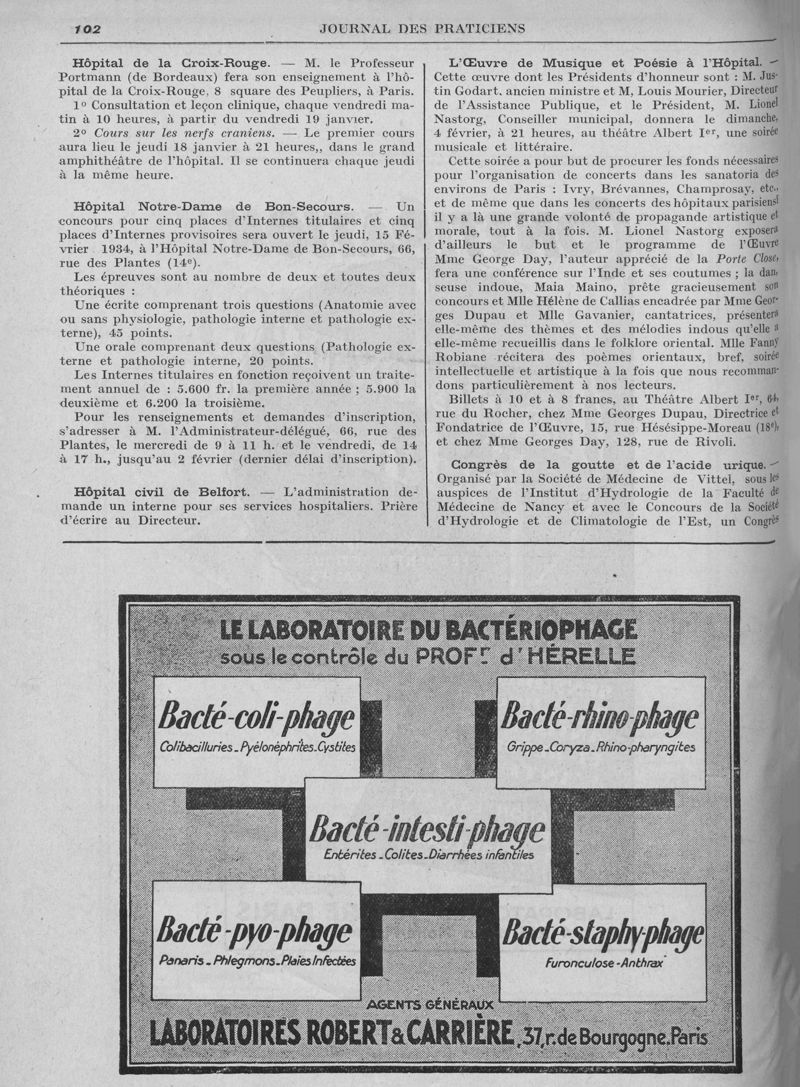 102
JOURNAL DES PRATICIENS
Hôpital de la Croix-Rouge. — M. le Professeur
Portmann (de Bordeaux) fera son enseignement à l'hô-
pital de la Croix-Rouge, 8 square des Peupliers, à Paris.
1° Consultation et leçon clinique, chaque vendredi ma-
tin à 10 heures, à partir du vendredi 19 janvier.
2° Cours sur les nerfs craniens. — Le premier cours
aura lieu le jeudi 18 janvier à 21 heures,, dans le grand
amphithéâtre de l'hôpital. Il se continuera chaque jeudi
à la même heure.
Hôpital Notre-Dame de Bon-Secours. — Un
concours pour cinq places d'Internes titulaires et cinq
places d'Internes provisoires sera ouvert le jeudi, 15 Fé-
vrier 1934, à l'Hôpital Notre-Dame de Bon-Secours, 66,
rue des Plantes (14e).
Les épreuves sont au nombre de deux et toutes deux
théoriques :
Une écrite comprenant trois questions (Anatomie avec
ou sans physiologie, pathologie interne et pathologie ex-
terne), 45 points.
Une orale comprenant deux questions (Pathologie ex-
terne et pathologie interne, 20 points.
Les Internes titulaires en fonction reçoivent un traite-
ment annuel de : 5.600 fr. la première année ; 5.900 la
deuxième et 6.200 la troisième.
Pour les renseignements et demandes d'inscription,
s'adresser à M. l'Administrateur-délégué, 66, rue des
Plantes, le mercredi de 9 à 11 h. et le vendredi, de 14
à 17 h., jusqu'au 2 février (dernier délai d'inscription).
Hôpital civil de Belfort. — L'administration de-
mande un interne pour ses services hospitaliers. Prière
d'écrire au Directeur.
L'Œuvre de Musique et Poésie à l'Hôpital. —
Cette œuvre dont les Présidents d'honneur sont : M. Jus-
tin Godart. ancien ministre et M, Louis Mourier, Directeur
de l'Assistance Publique, et le Président, M. Lionel
Nastorg, Conseiller municipal, donnera le dimanche,
4 février, à 21 heures, au théâtre Albert Ier, une soirée
musicale et littéraire.
Cette soirée a pour but de procurer les fonds nécessaires
pour l'organisation de concerts dans les sanatoria des
environs de Paris : Ivry, Brévannes, Champrosay, etc.,
et de même que dans les concerts des hôpitaux parisiens
il y a là une grande volonté de propagande artistique et
morale, tout à la fois. M. Lionel Nastorg exposera
d'ailleurs le but et le programme de l'Œuvre
Mme George Day, l'auteur apprécié de la Porte Close,
fera une conférence sur l'Inde et ses coutumes ; la dan-
seuse indoue, Maia Maino, prête gracieusement son
concours et Mlle Hélène de Callias encadrée par Mme Geor-
ges Dupau et Mlle Gavanier, cantatrices, présentera
elle-même des thèmes et des mélodies indous qu'elle a
elle-même recueillis dans le folklore oriental. Mlle Fanny
Robiane récitera des poèmes orientaux, bref, soirée
intellectuelle et artistique à la fois que nous recomman-
dons particulièrement à nos lecteurs.
Billets à 10 et à 8 francs, au Théâtre Albert Ier, 64,
rue du Rocher, chez Mme Georges Dupau, Directrice et
Fondatrice de l'Œuvre, 15, rue Hésésippe-Moreau (18e),
et chez Mme Georges Day, 128, rue de Rivoli.
Congrès de la goutte et de l'acide urique. —
Organisé par la Société de Médecine de Vittel, sous les
auspices de l'Institut d'Hydrologie de la Faculté de
Médecine de Nancy et avec le Concours de la Société
d'Hydrologie et de Climatologie de l'Est, un Congrès
LE LABORATOIRE DU BACTÉRIOPHAGE
sous le contrôle du PROFr d'HÉRELLE
Bacté-coli-phage
Colibacilluries_Pyélonéphrites_Cystites
Bacté-rhino-phage
Grippe_Coryza_Rhino-pharyngites
Bacté-intesti-phage
Entérites_Colites_Diarrhées infantiles
Bacté-pyo-phage
Panaris_Phlegmons_Plaies Infectées
Bacté-staphy-phage
Furonculose-Anthrax
AGENTS GÉNÉRAUX
LABORATOIRES ROBERT & CARRIÈRE, 37, r. de Bourgogne. Paris